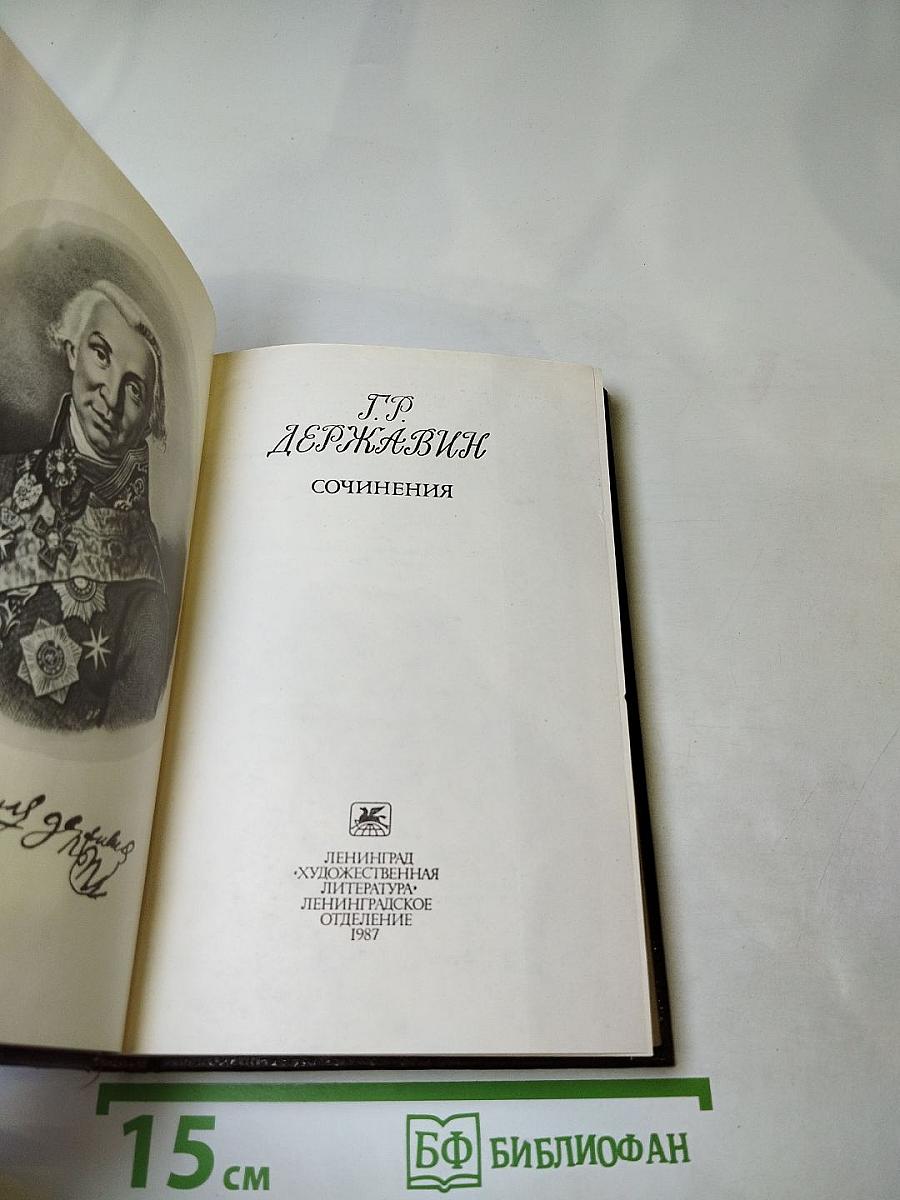 Г.Р.
ДЕРЖАВИН
СОЧИНЕНИЯ
ЛЕНИНГРАД
·ХУДОЖЕСТВЕННАЯ
ЛИТЕРАТУРА·
ЛЕНИНГРАДСКОЕ
ОТДЕЛЕНИЕ
1987
15 см
БФ БИБЛИОФАН